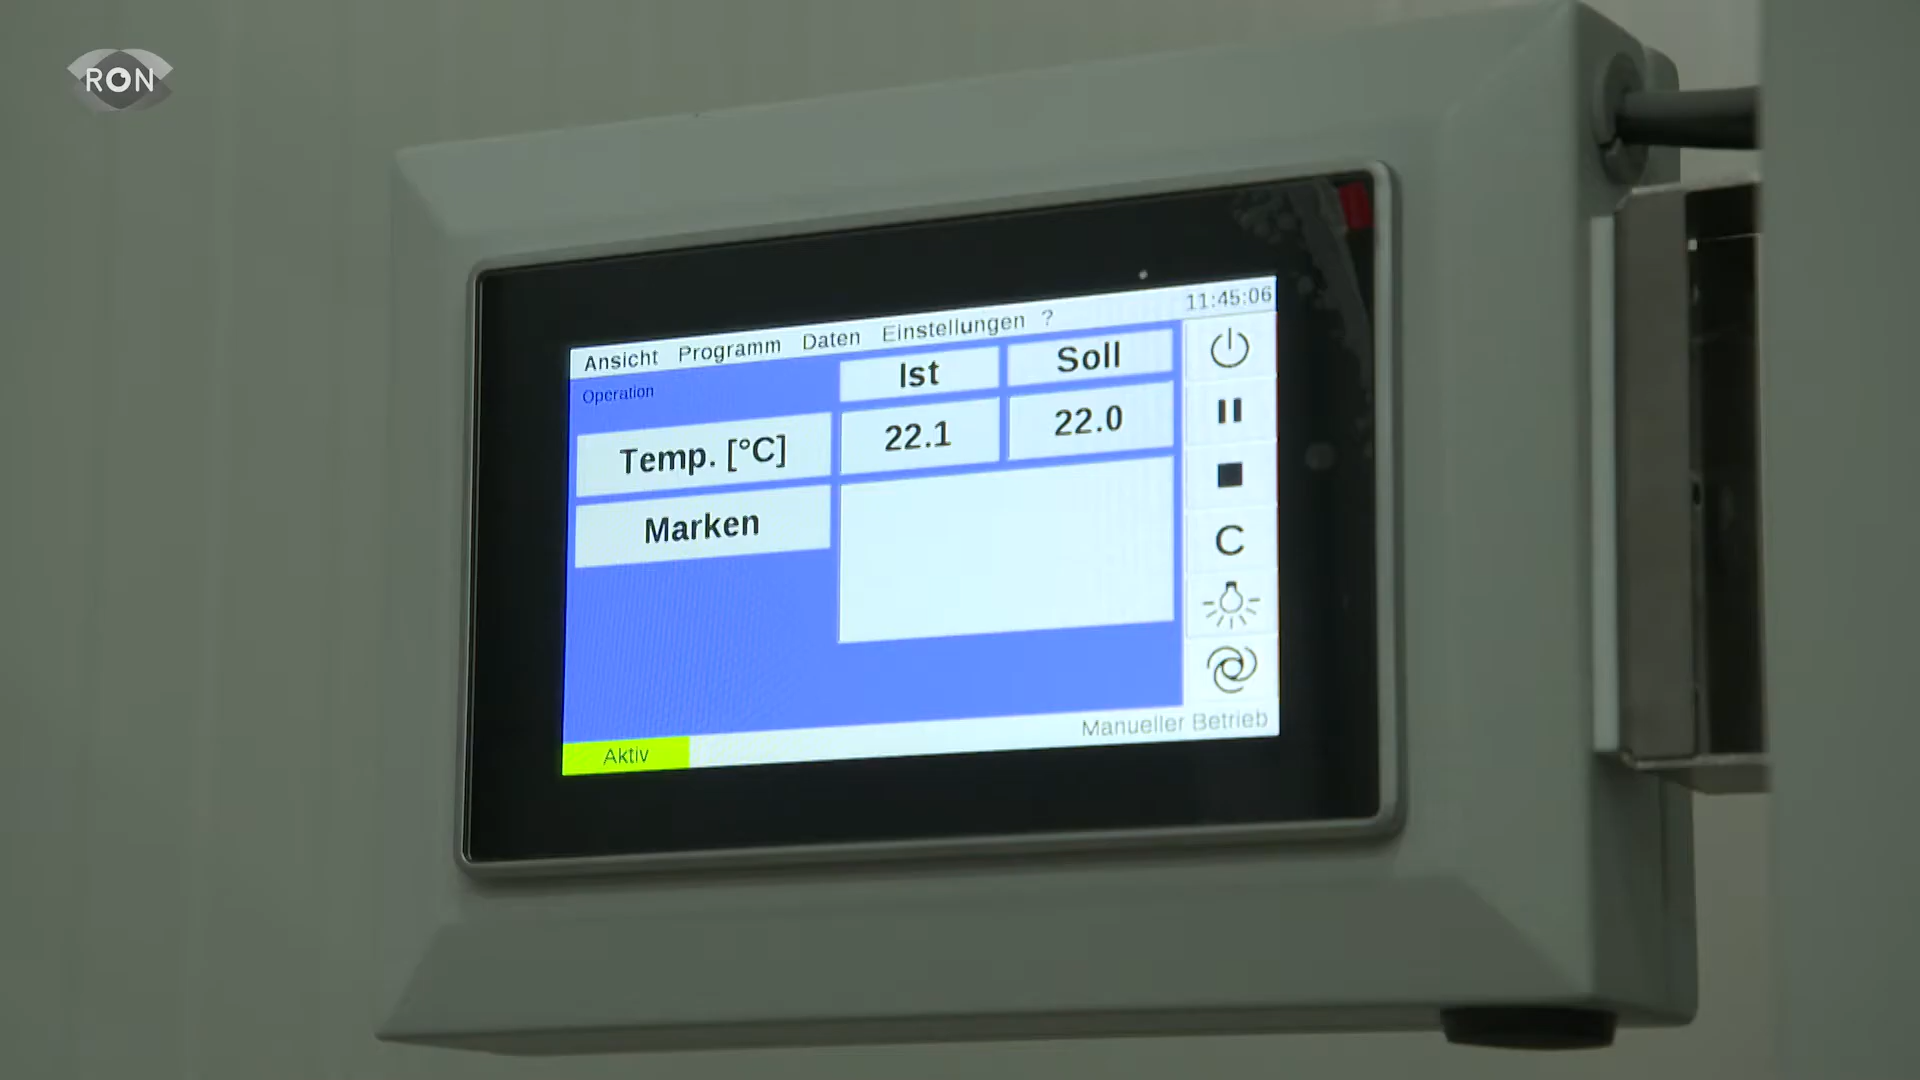 RON
11:45:06
Ansicht Programm Daten Einstellungen ?
Operation
Ist Soll
Temp. [°C] 22.1 22.0
Marken
C
Manueller Betrieb
Aktiv